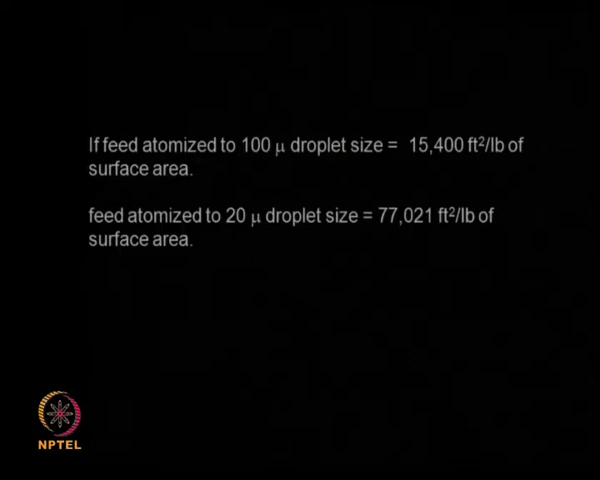 If feed atomized to 100 μ droplet size = 15,400 ft²/lb of
surface area.
feed atomized to 20 μ droplet size = 77,021 ft²/lb of
surface area.
NPTEL